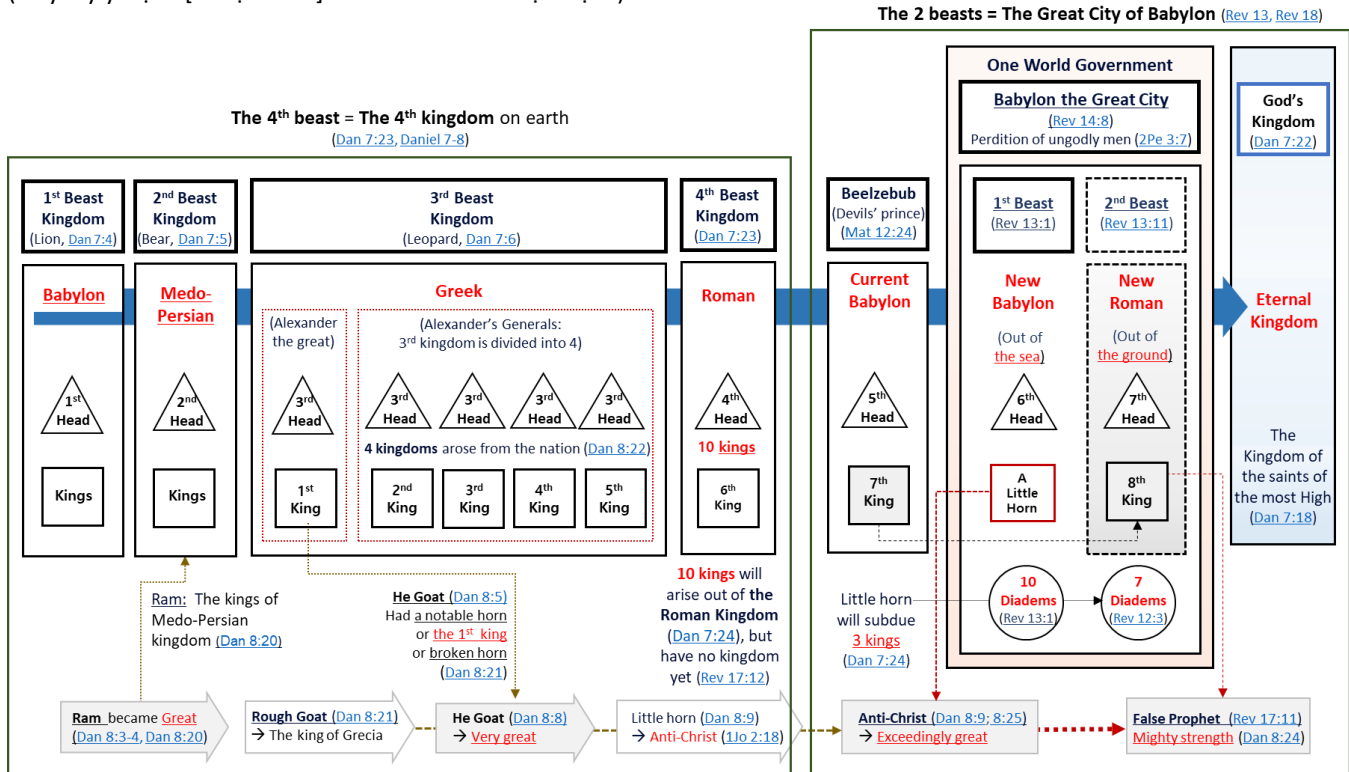 The 2 beasts = The Great City of Babylon (Rev 13, Rev 18)
The 4th beast = The 4th kingdom on earth
(Dan 7:23, Daniel 7-8)
1st Beast
Kingdom
(Lion, Dan 7:4)
2nd Beast
Kingdom
(Bear, Dan 7:5)
3rd Beast
Kingdom
(Leopard, Dan 7:6)
4th Beast
Kingdom
(Dan 7:23)
Babylon
1st
Head
Kings
Medo-
Persian
2nd
Head
Kings
Greek
(Alexander
the great)
3rd
Head
1st
King
(Alexander's Generals:
3rd kingdom is divided into 4)
3rd
Head
3rd
Head
3rd
Head
3rd
Head
4 kingdoms arose from the nation (Dan 8:22)
2nd
King
3rd
King
4th
King
5th
King
Roman
4th
Head
10 kings
6th
King
Beelzebub
(Devils' prince)
(Mat 12:24)
Current
Babylon
5th
Head
7th
King
One World Government
Babylon the Great City
(Rev 14:8)
Perdition of ungodly men (2Pe 3:7)
1st Beast
(Rev 13:1)
New
Babylon
(Out of
the sea)
6th
Head
A
Little
Horn
10
Diadems
(Rev 13:1)
2nd Beast
(Rev 13:11)
New
Roman
(Out of
the ground)
7th
Head
8th
King
7
Diadems
(Rev 12:3)
God's
Kingdom
(Dan 7:22)
Eternal
Kingdom
The
Kingdom of
the saints of
the most High
(Dan 7:18)
Ram: The kings of
Medo-Persian
kingdom (Dan 8:20)
He Goat (Dan 8:5)
Had a notable horn
or the 1st king
or broken horn
(Dan 8:21)
10 kings will
arise out of the
Roman Kingdom
(Dan 7:24), but
have no kingdom
yet (Rev 17:12)
Little horn
will subdue
3 kings
(Dan 7:24)
Ram became Great
(Dan 8:3-4, Dan 8:20)
Rough Goat (Dan 8:21)
→ The king of Grecia
He Goat (Dan 8:8)
→ Very great
Little horn (Dan 8:9)
→ Anti-Christ (1Jo 2:18)
Anti-Christ (Dan 8:9; 8:25)
→ Exceedingly great
False Prophet (Rev 17:11)
Mighty strength (Dan 8:24)